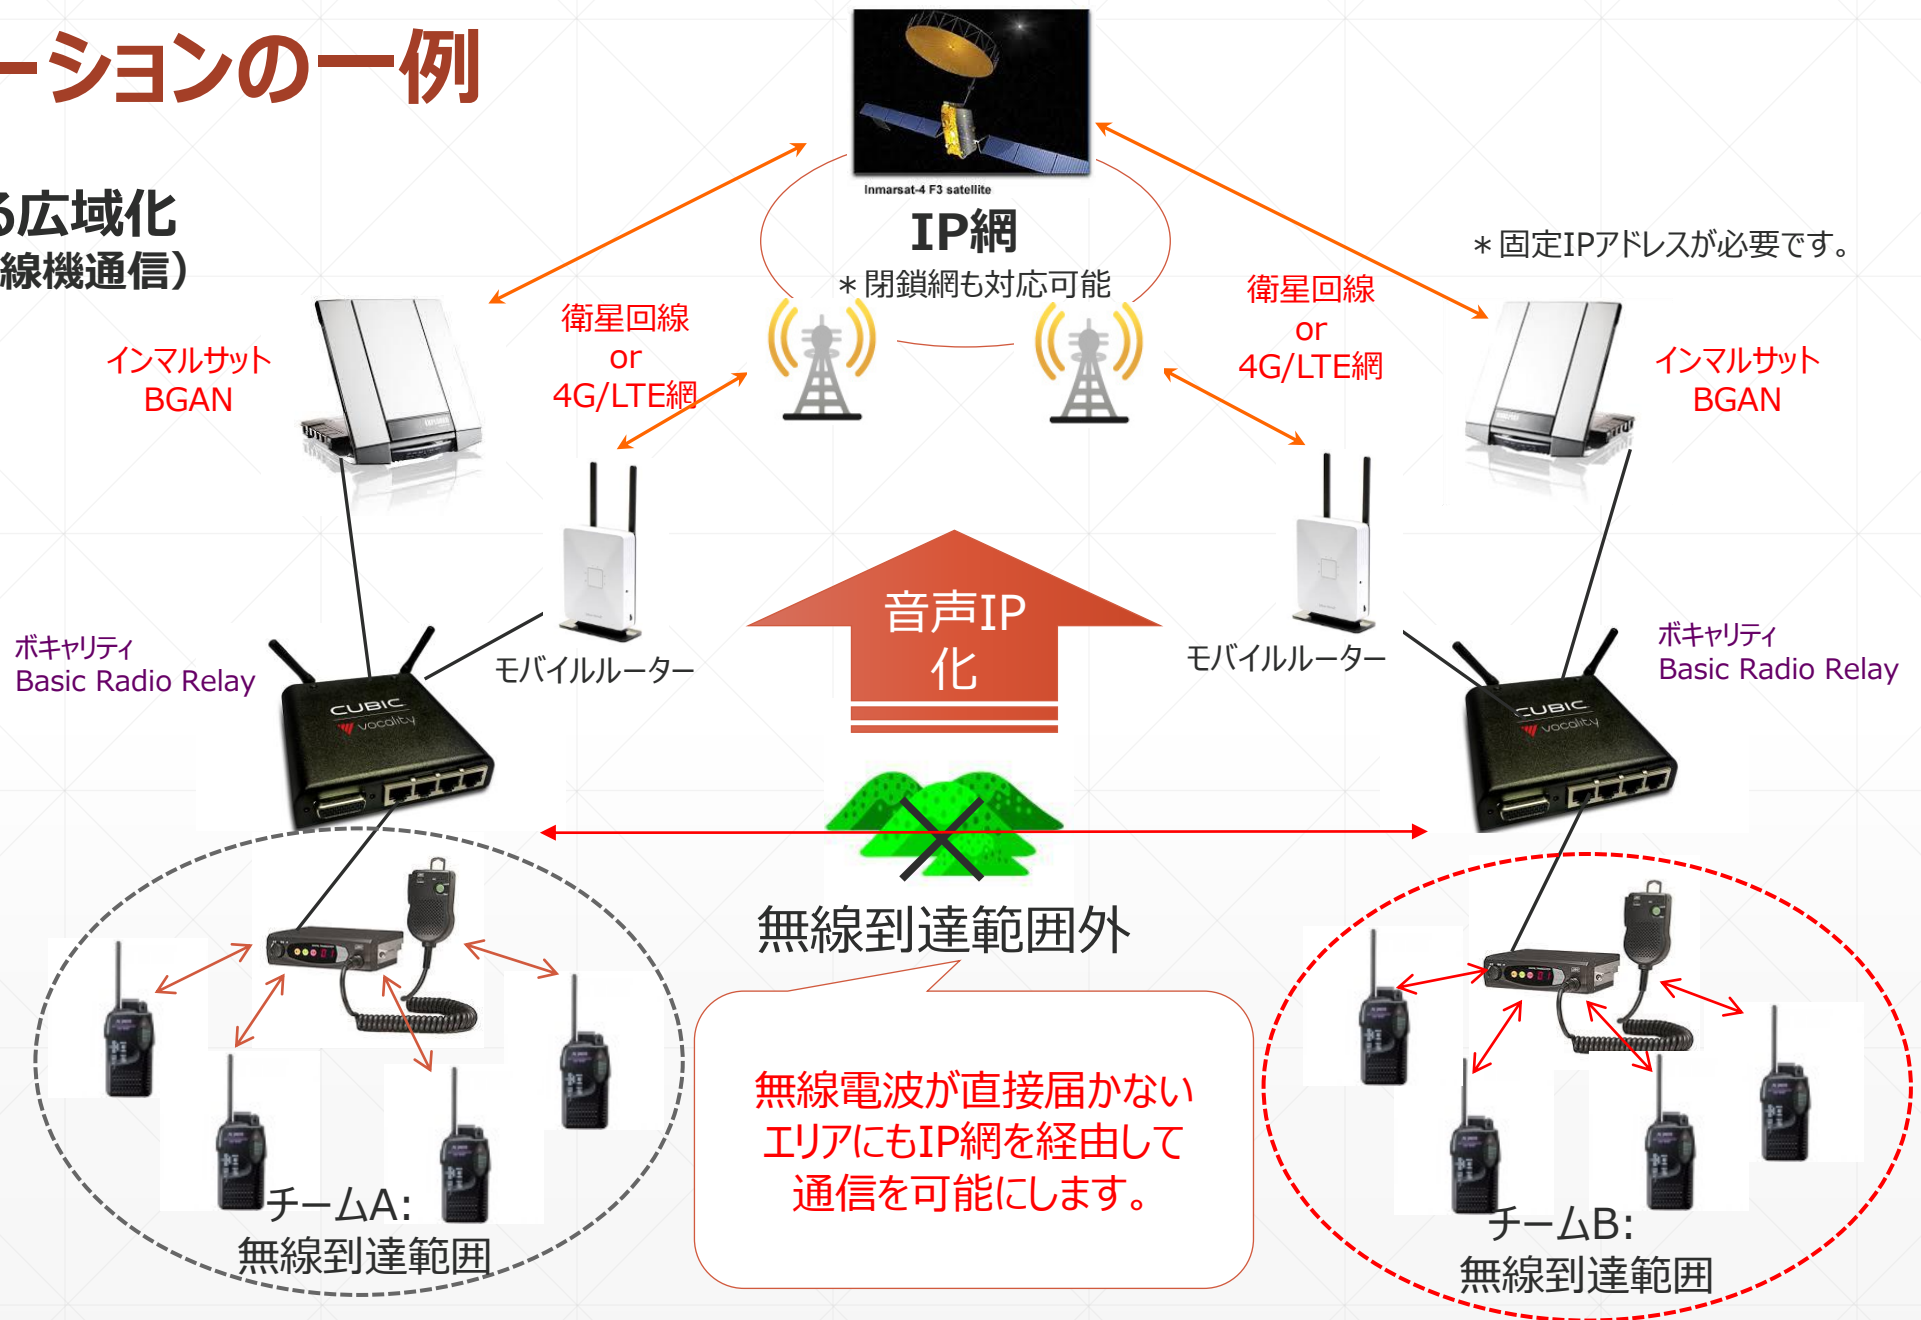 ーションの一例
る広域化
線機通信）
Inmarsat-4 F3 satellite
IP網
＊閉鎖網も対応可能
＊固定IPアドレスが必要です。
衛星回線
or
4G/LTE網
衛星回線
or
4G/LTE網
インマルサット
BGAN
インマルサット
BGAN
音声IP
化
モバイルルーター
モバイルルーター
ボキャリティ
Basic Radio Relay
ボキャリティ
Basic Radio Relay
CUBIC
vocality
CUBIC
vocality
無線到達範囲外
無線電波が直接届かない
エリアにもIP網を経由して
通信を可能にします。
チームA:
無線到達範囲
チームB:
無線到達範囲